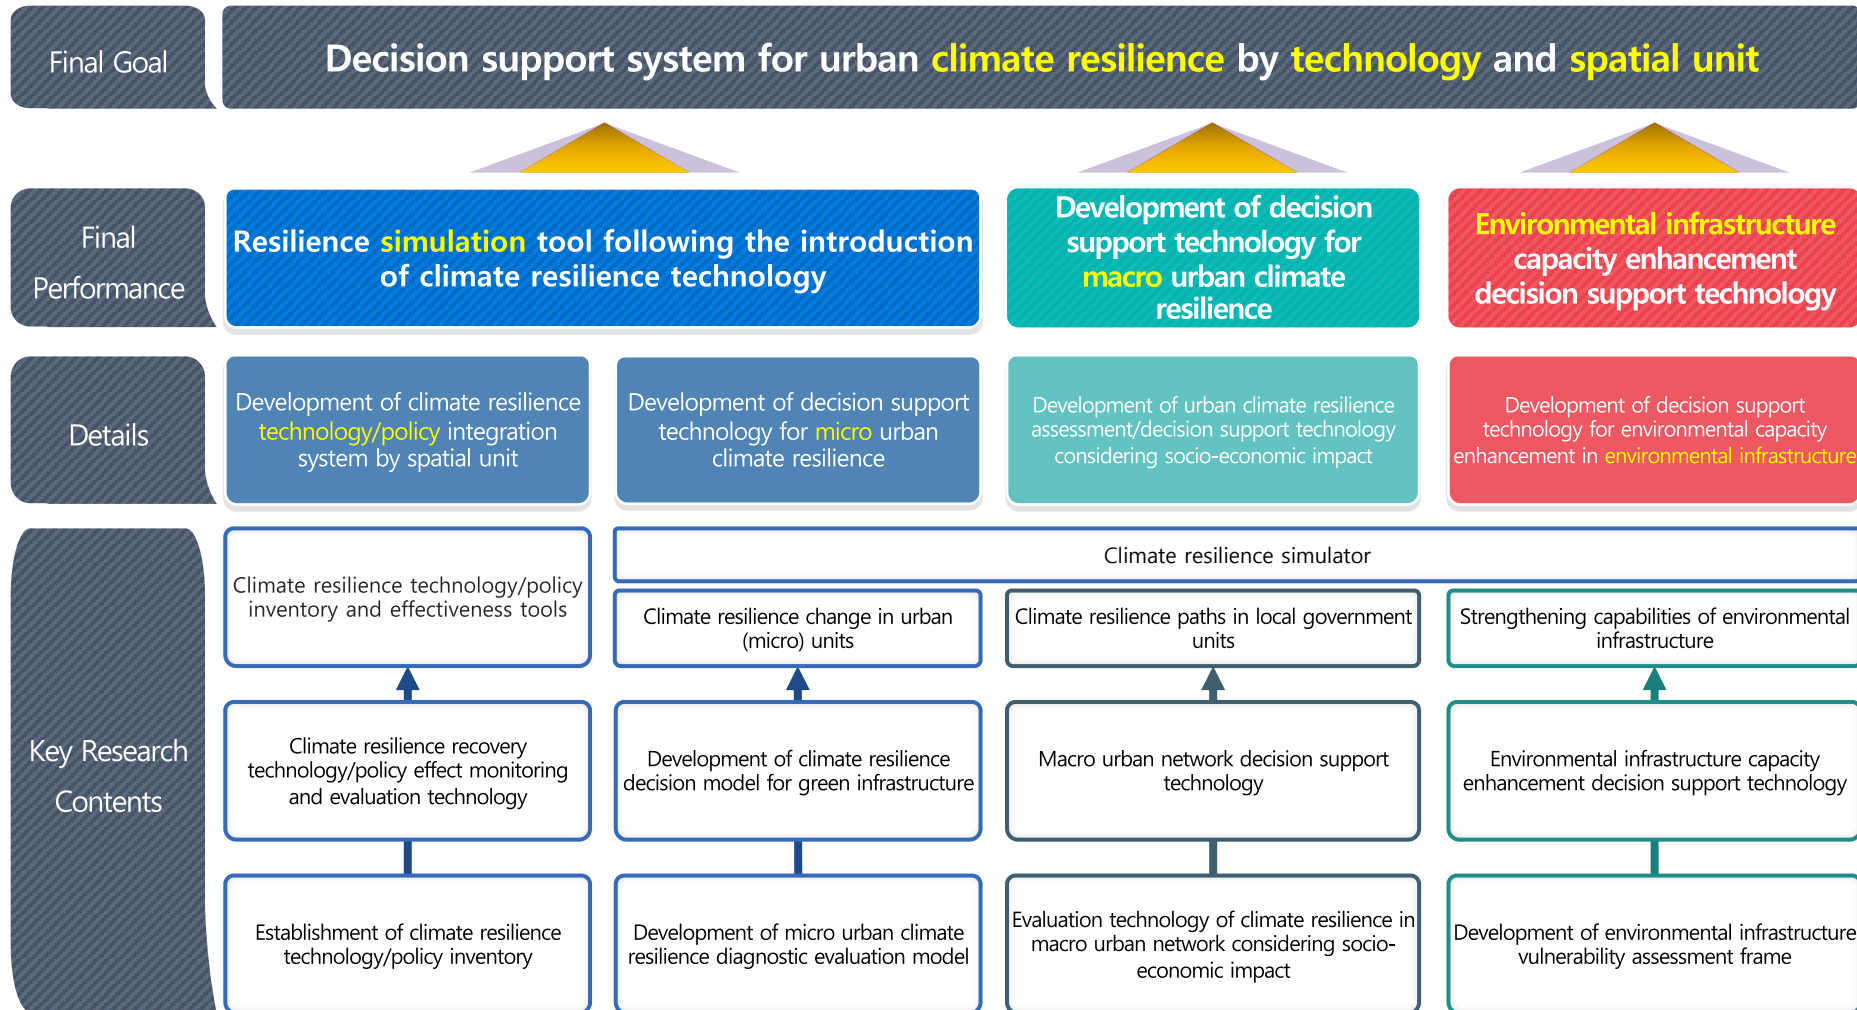 Final Goal
Decision support system for urban climate resilience by technology and spatial unit
Final
Performance
Resilience simulation tool following the introduction
of climate resilience technology
Development of decision
support technology for
macro urban climate
resilience
Environmental infrastructure
capacity enhancement
decision support technology
Details
Development of climate resilience
technology/policy integration
system by spatial unit
Development of decision support
technology for micro urban
climate resilience
Development of urban climate resilience
assessment/decision support technology
considering socio-economic impact
Development of decision support
technology for environmental capacity
enhancement in environmental infrastructure
Key Research
Contents
Climate resilience technology/policy
inventory and effectiveness tools
Climate resilience simulator
Climate resilience change in urban
(micro) units
Climate resilience paths in local government
units
Strengthening capabilities of environmental
infrastructure
Climate resilience recovery
technology/policy effect monitoring
and evaluation technology
Development of climate resilience
decision model for green infrastructure
Macro urban network decision support
technology
Environmental infrastructure capacity
enhancement decision support technology
Establishment of climate resilience
technology/policy inventory
Development of micro urban climate
resilience diagnostic evaluation model
Evaluation technology of climate resilience in
macro urban network considering socio-
economic impact
Development of environmental infrastructure
vulnerability assessment frame